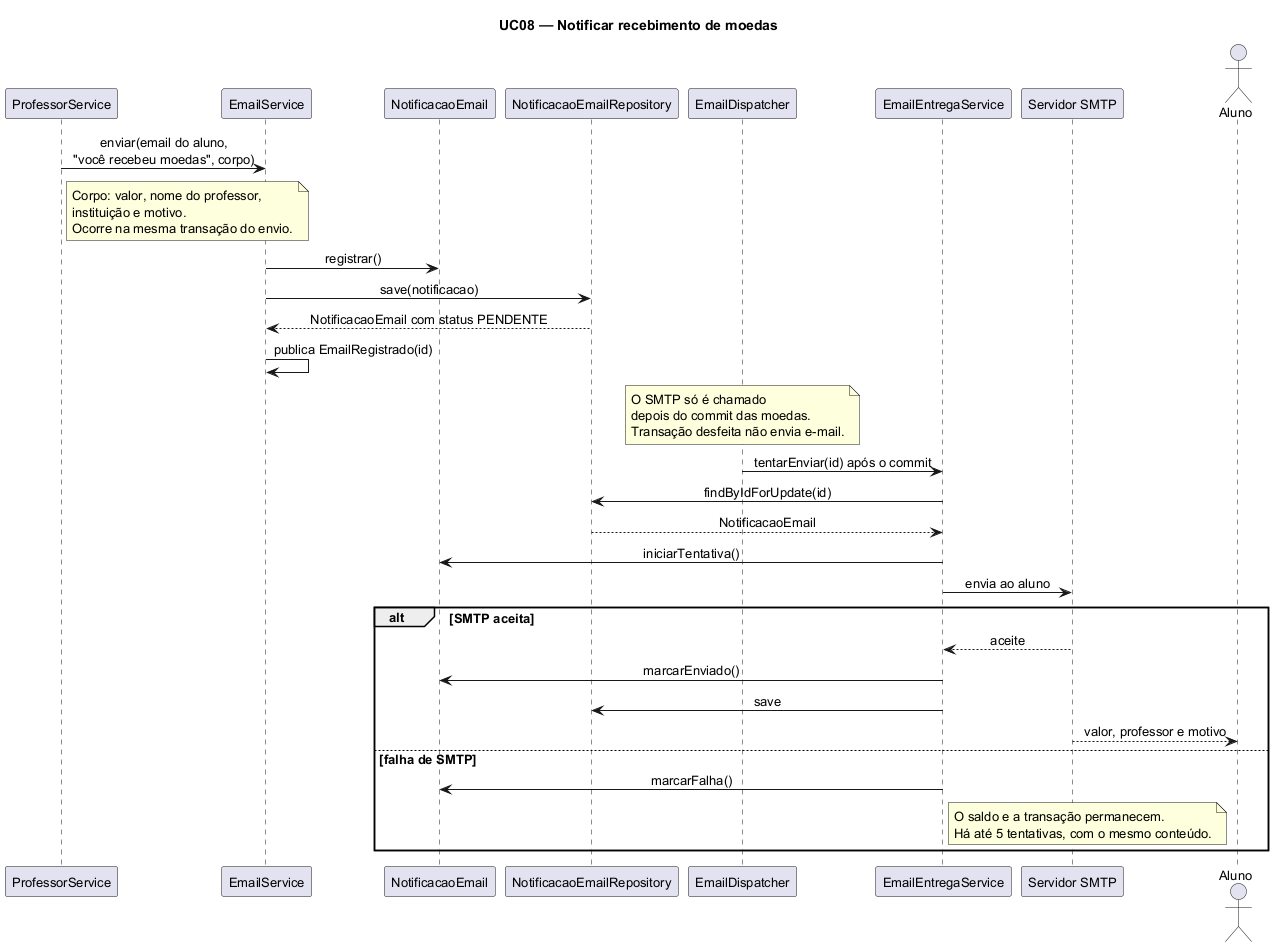 UC08 — Notificar recebimento de moedas
Aluno
ProfessorService
EmailService
NotificacaoEmail
NotificacaoEmailRepository
EmailDispatcher
EmailEntregaService
Servidor SMTP
enviar(email do aluno,
"você recebeu moedas", corpo)
Corpo: valor, nome do professor,
instituição e motivo.
Ocorre na mesma transação do envio.
registrar()
save(notificacao)
NotificacaoEmail com status PENDENTE
publica EmailRegistrado(id)
O SMTP só é chamado
depois do commit das moedas.
Transação desfeita não envia e-mail.
tentarEnviar(id) após o commit
findByIdForUpdate(id)
NotificacaoEmail
iniciarTentativa()
envia ao aluno
alt
[SMTP aceita]
aceite
marcarEnviado()
save
valor, professor e motivo
[falha de SMTP]
marcarFalha()
O saldo e a transação permanecem.
Há até 5 tentativas, com o mesmo conteúdo.
ProfessorService
EmailService
NotificacaoEmail
NotificacaoEmailRepository
EmailDispatcher
EmailEntregaService
Servidor SMTP
Aluno